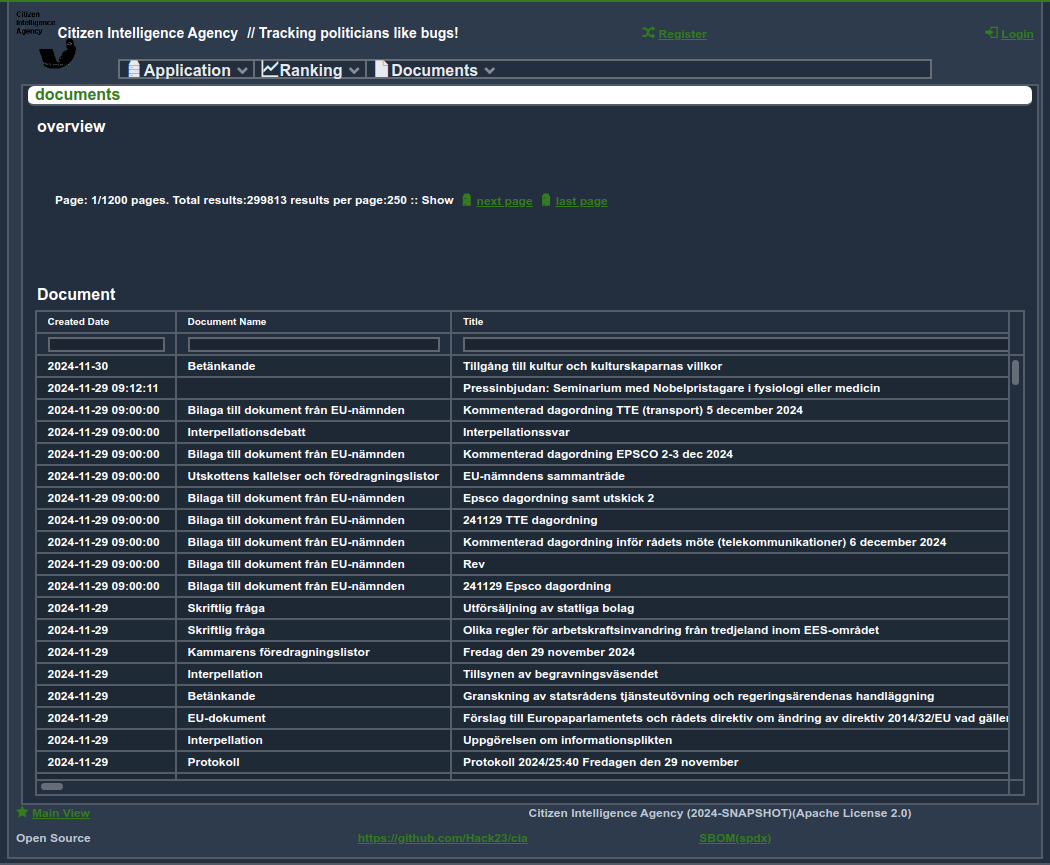 Citizen
Intelligence
Agency
Citizen Intelligence Agency // Tracking politicians like bugs!
Register
Login
Application
Ranking
Documents
documents
overview
Page: 1/1200 pages. Total results:299813 results per page:250 :: Show next page last page
Document
Created Date Document Name Title
2024-11-30 Betänkande Tillgång till kultur och kulturskaparnas villkor
2024-11-29 09:12:11 Pressinbjudan: Seminarium med Nobelpristagare i fysiologi eller medicin
2024-11-29 09:00:00 Bilaga till dokument från EU-nämnden Kommenterad dagordning TTE (transport) 5 december 2024
2024-11-29 09:00:00 Interpellationsdebatt Interpellationssvar
2024-11-29 09:00:00 Bilaga till dokument från EU-nämnden Kommenterad dagordning EPSCO 2-3 dec 2024
2024-11-29 09:00:00 Utskottens kallelser och föredragningslistor EU-nämndens sammanträde
2024-11-29 09:00:00 Bilaga till dokument från EU-nämnden Epsco dagordning samt utskick 2
2024-11-29 09:00:00 Bilaga till dokument från EU-nämnden 241129 TTE dagordning
2024-11-29 09:00:00 Bilaga till dokument från EU-nämnden Kommenterad dagordning inför rådets möte (telekommunikationer) 6 december 2024
2024-11-29 09:00:00 Bilaga till dokument från EU-nämnden Rev
2024-11-29 09:00:00 Bilaga till dokument från EU-nämnden 241129 Epsco dagordning
2024-11-29 Skriftlig fråga Utförsäljning av statliga bolag
2024-11-29 Skriftlig fråga Olika regler för arbetskraftsinvandring från tredjeland inom EES-området
2024-11-29 Kammarens föredragningslistor Fredag den 29 november 2024
2024-11-29 Interpellation Tillsynen av begravningsväsendet
2024-11-29 Betänkande Granskning av statsrådens tjänsteutövning och regeringsärendenas handläggning
2024-11-29 EU-dokument Förslag till Europaparlamentets och rådets direktiv om ändring av direktiv 2014/32/EU vad gäller
2024-11-29 Interpellation Uppgörelsen om informationsplikten
2024-11-29 Protokoll Protokoll 2024/25:40 Fredagen den 29 november
Main View
Citizen Intelligence Agency (2024-SNAPSHOT)(Apache License 2.0)
Open Source
https://github.com/Hack23/cia
SBOM(spdx)